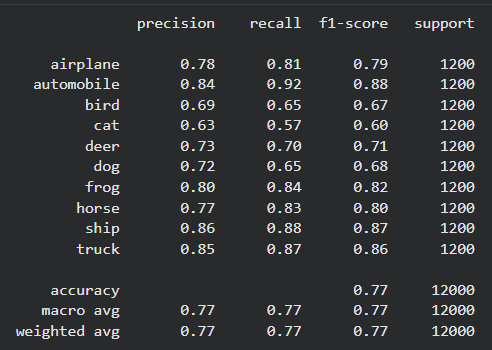 precision recall f1-score support
airplane 0.78 0.81 0.79 1200
automobile 0.84 0.92 0.88 1200
bird 0.69 0.65 0.67 1200
cat 0.63 0.57 0.60 1200
deer 0.73 0.70 0.71 1200
dog 0.72 0.65 0.68 1200
frog 0.80 0.84 0.82 1200
horse 0.77 0.83 0.80 1200
ship 0.86 0.88 0.87 1200
truck 0.85 0.87 0.86 1200
accuracy 0.77 12000
macro avg 0.77 0.77 0.77 12000
weighted avg 0.77 0.77 0.77 12000